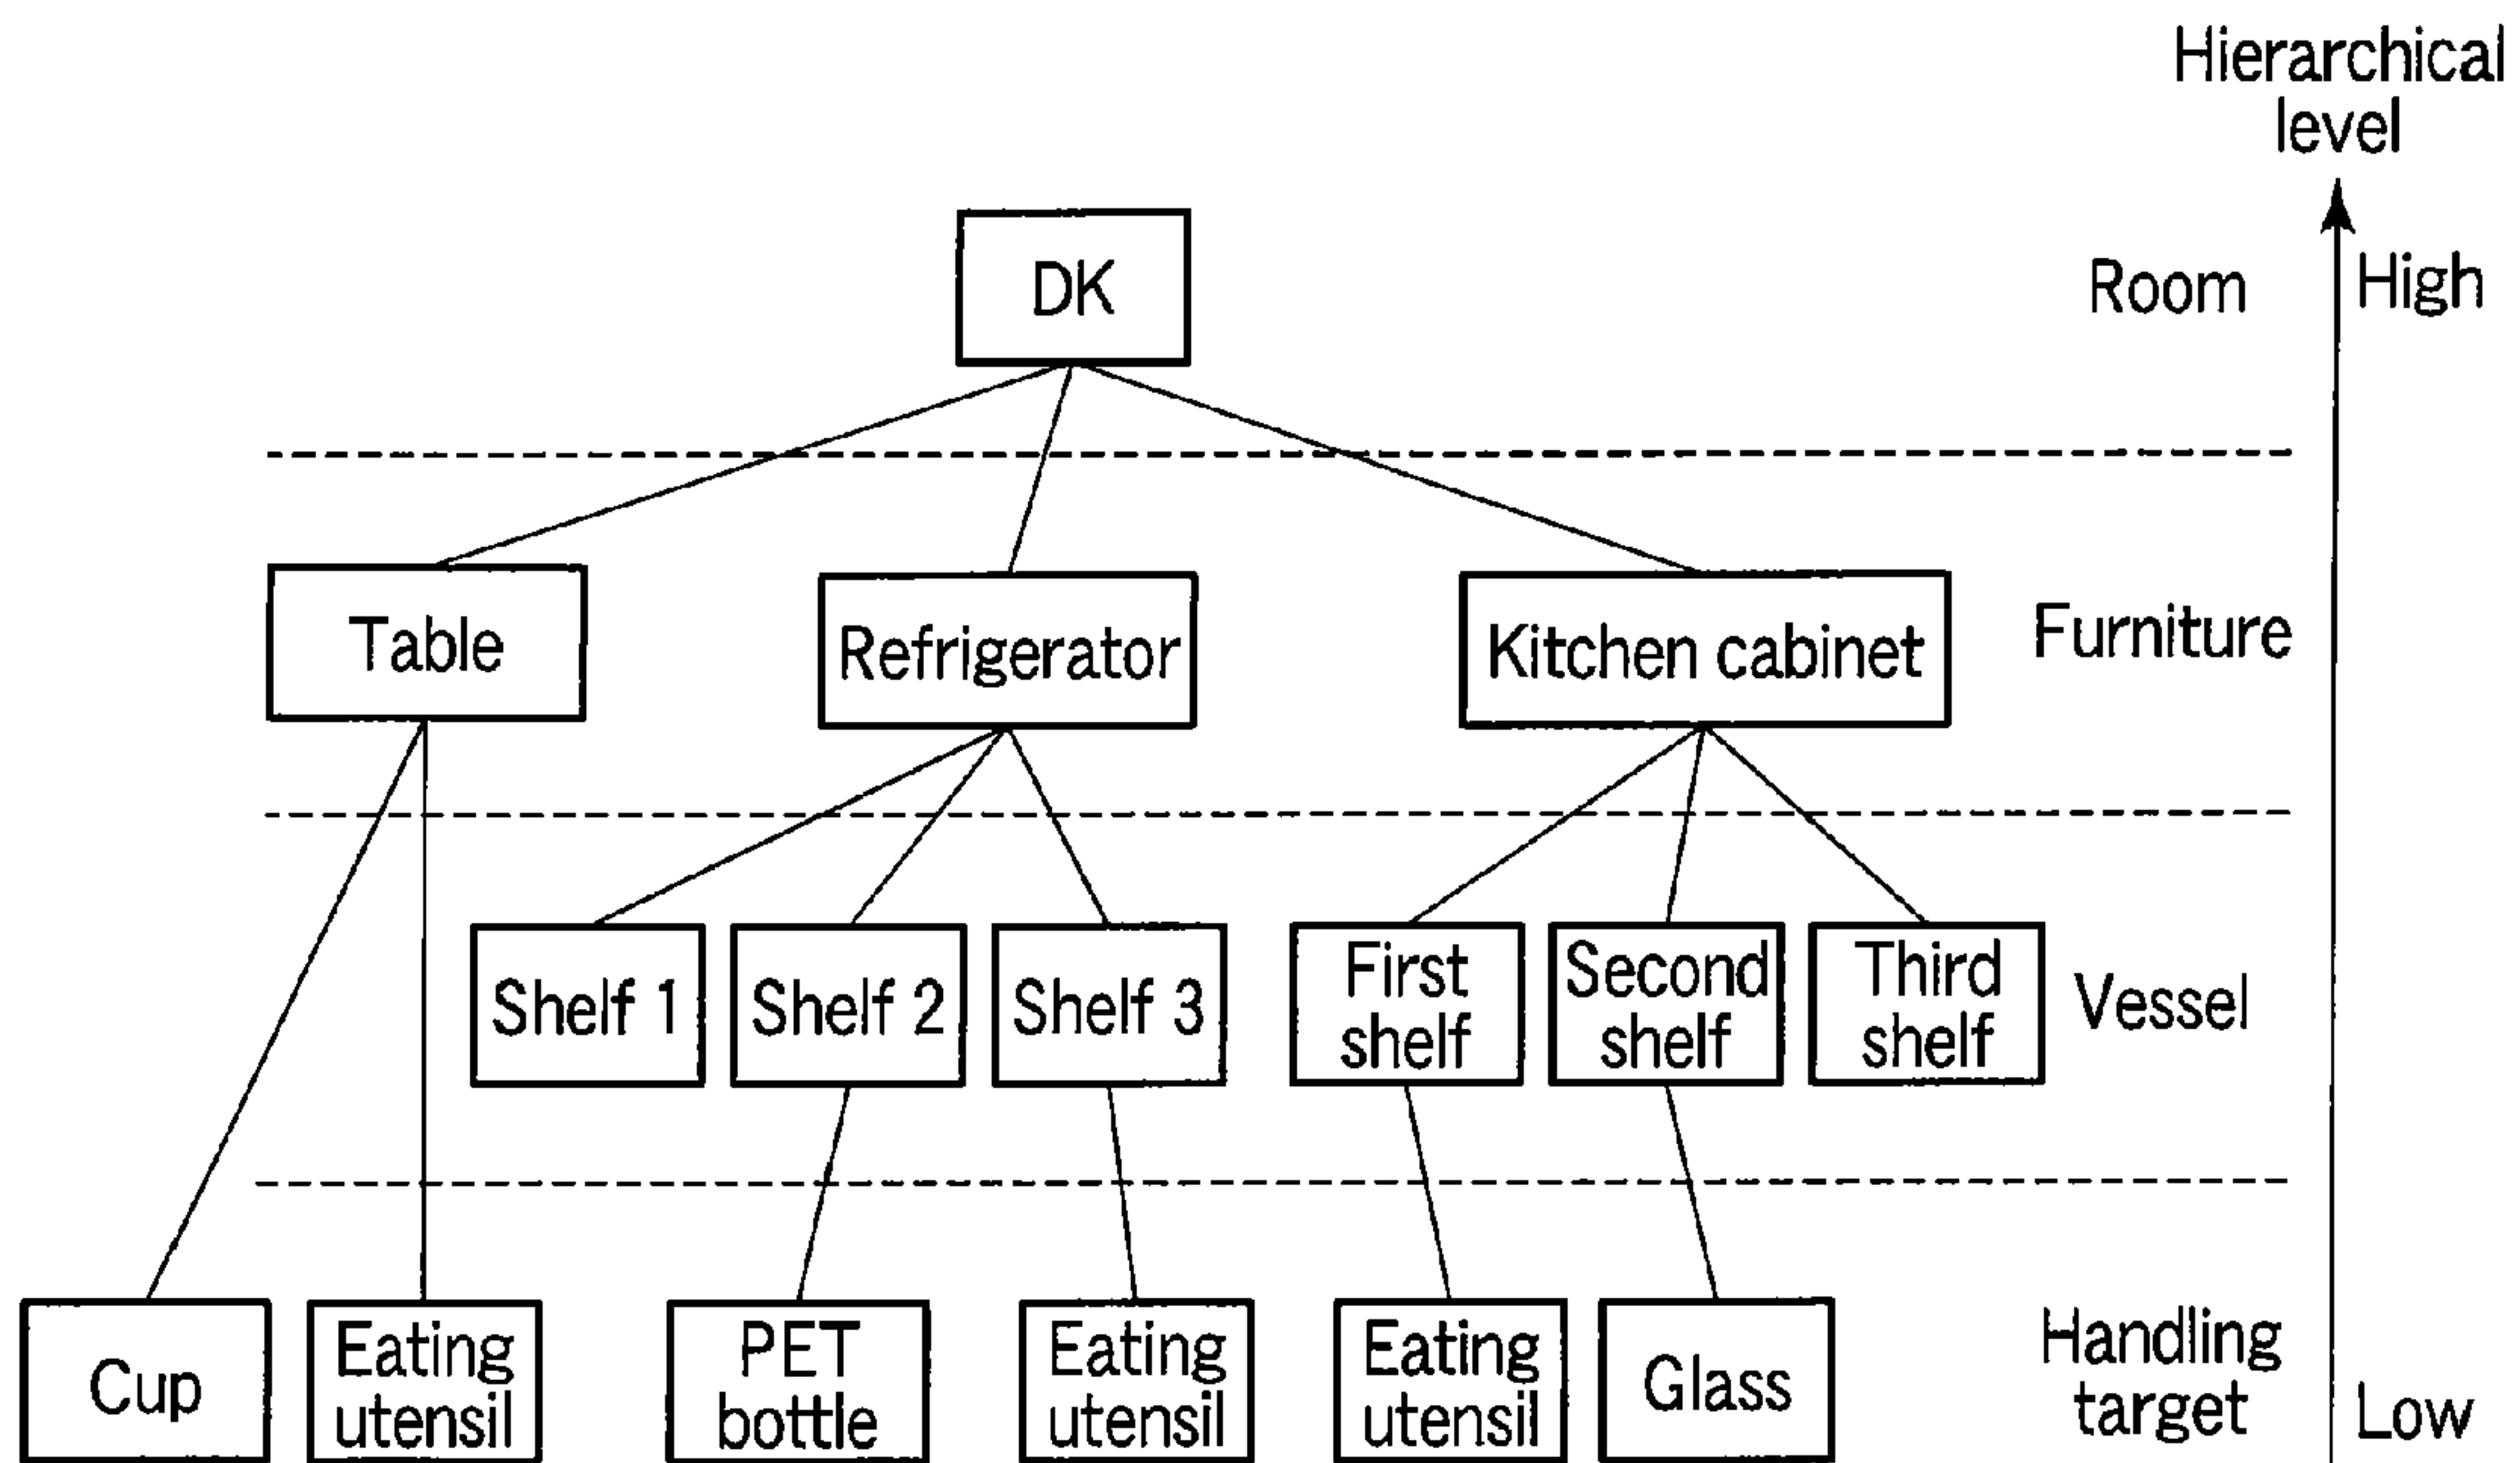 Hierarchical
level
DK
Room
High
Table
Refrigerator
Kitchen cabinet
Furniture
Shelf 1
Shelf 2
Shelf 3
First
shelf
Second
shelf
Third
shelf
Vessel
Cup
Eating
utensil
PET
bottle
Eating
utensil
Eating
utensil
Glass
Handling
target
Low